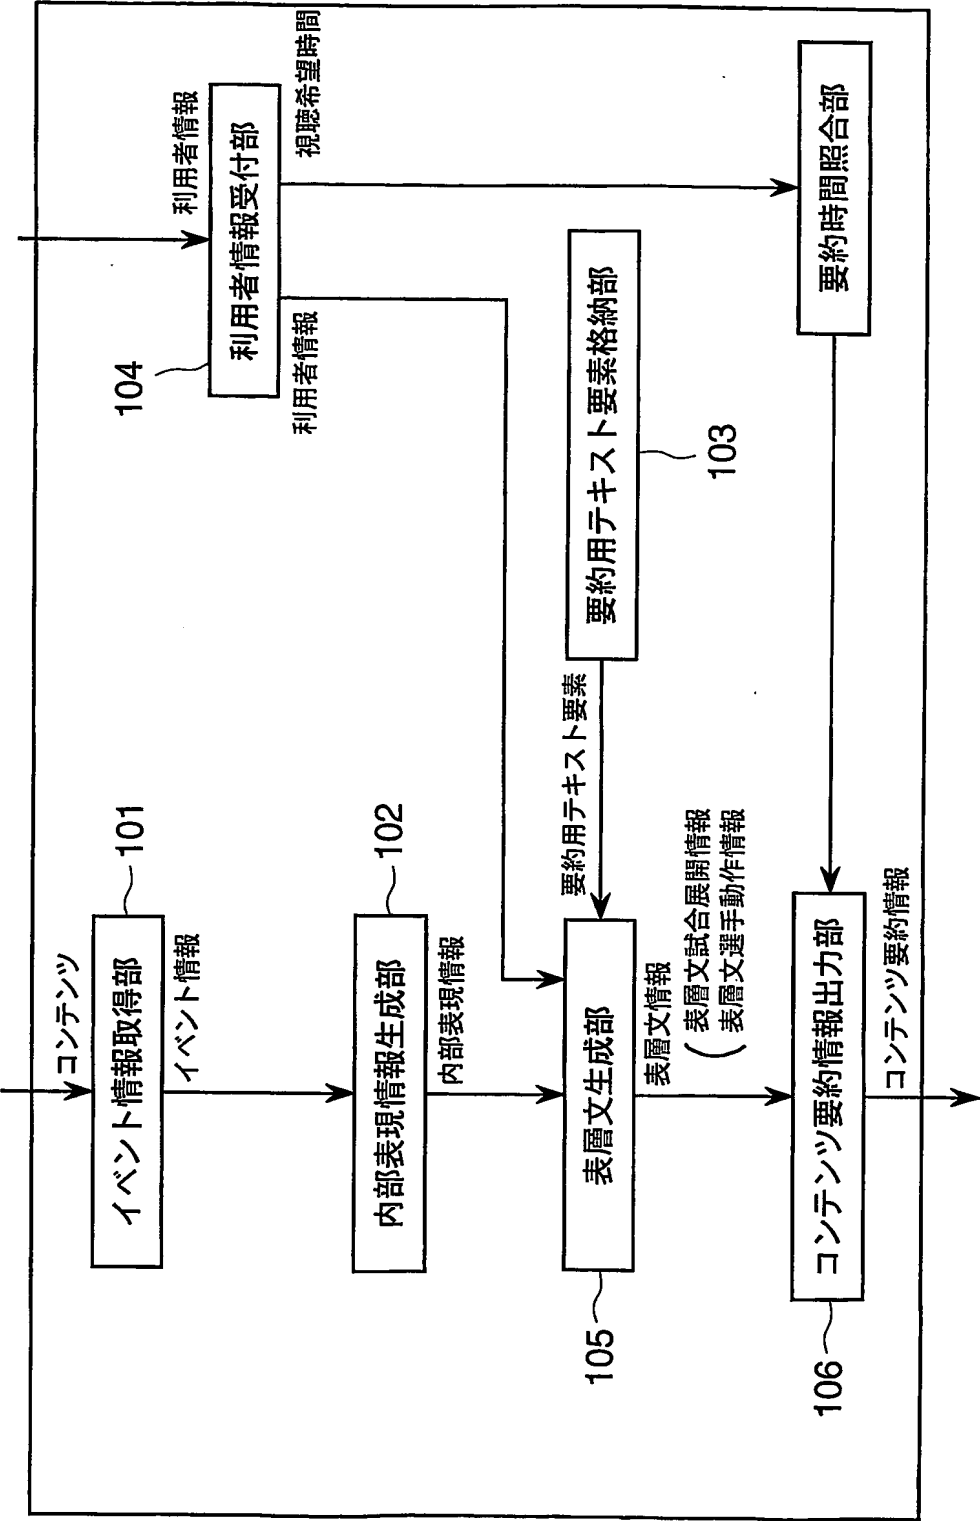 コンテンツ
イベント情報取得部
101
イベント情報
内部表現情報生成部
102
内部表現情報
表層文生成部
105
表層文情報
(表層文試合展開情報
表層文選手動作情報)
コンテンツ要約情報出力部
106
コンテンツ要約情報
要約用テキスト要素
要約用テキスト要素格納部
103
利用者情報
利用者情報受付部
104
利用者情報
視聴希望時間
要約時間照合部